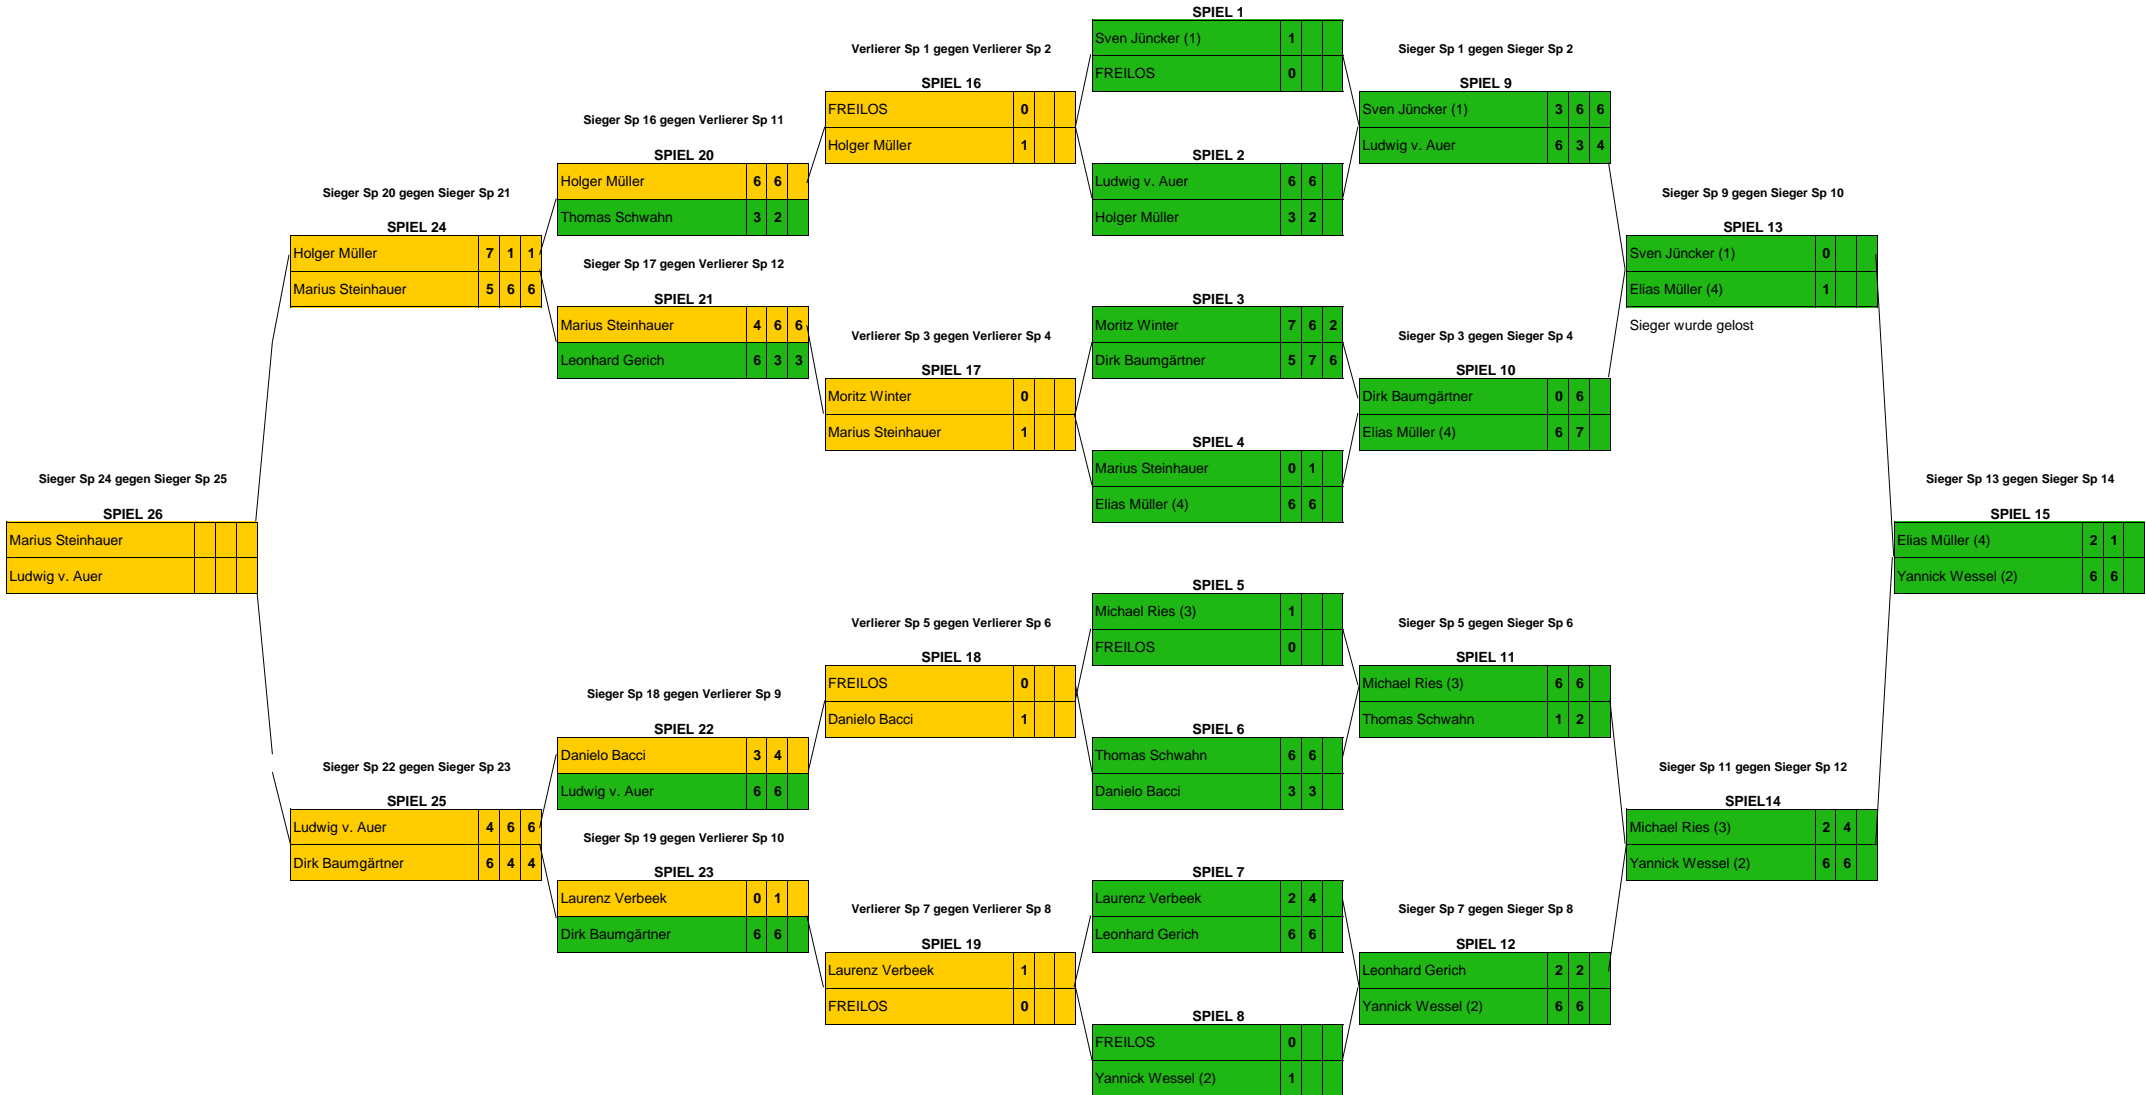 SPIEL 1
Sven Jüncker (1) 1
FREILOS 0
Verlierer Sp 1 gegen Verlierer Sp 2
Sieger Sp 1 gegen Sieger Sp 2
SPIEL 16
FREILOS 0
Holger Müller 1
SPIEL 9
Sven Jüncker (1) 3 6 6
Ludwig v. Auer 6 3 4
Sieger Sp 16 gegen Verlierer Sp 11
SPIEL 20
Holger Müller 6 6
Thomas Schwahn 3 2
SPIEL 2
Ludwig v. Auer 6 6
Holger Müller 3 2
Sieger Sp 20 gegen Sieger Sp 21
SPIEL 24
Holger Müller 7 1 1
Marius Steinhauer 5 6 6
Sieger Sp 9 gegen Sieger Sp 10
SPIEL 13
Sven Jüncker (1) 0
Elias Müller (4) 1
Sieger wurde gelost
Sieger Sp 17 gegen Verlierer Sp 12
SPIEL 21
Marius Steinhauer 4 6 6
Leonhard Gerich 6 3 3
SPIEL 3
Moritz Winter 7 6 2
Dirk Baumgärtner 5 7 6
Verlierer Sp 3 gegen Verlierer Sp 4
Sieger Sp 3 gegen Sieger Sp 4
SPIEL 17
Moritz Winter 0
Marius Steinhauer 1
SPIEL 10
Dirk Baumgärtner 0 6
Elias Müller (4) 6 7
SPIEL 4
Marius Steinhauer 0 1
Elias Müller (4) 6 6
Sieger Sp 24 gegen Sieger Sp 25
SPIEL 26
Marius Steinhauer
Ludwig v. Auer
Sieger Sp 13 gegen Sieger Sp 14
SPIEL 15
Elias Müller (4) 2 1
Yannick Wessel (2) 6 6
SPIEL 5
Michael Ries (3) 1
FREILOS 0
Verlierer Sp 5 gegen Verlierer Sp 6
Sieger Sp 5 gegen Sieger Sp 6
SPIEL 18
FREILOS 0
Danielo Bacci 1
SPIEL 11
Michael Ries (3) 6 6
Thomas Schwahn 1 2
Sieger Sp 18 gegen Verlierer Sp 9
SPIEL 22
Danielo Bacci 3 4
Ludwig v. Auer 6 6
SPIEL 6
Thomas Schwahn 6 6
Danielo Bacci 3 3
Sieger Sp 22 gegen Sieger Sp 23
SPIEL 25
Ludwig v. Auer 4 6 6
Dirk Baumgärtner 6 4 4
Sieger Sp 11 gegen Sieger Sp 12
SPIEL14
Michael Ries (3) 2 4
Yannick Wessel (2) 6 6
Sieger Sp 19 gegen Verlierer Sp 10
SPIEL 23
Laurenz Verbeek 0 1
Dirk Baumgärtner 6 6
SPIEL 7
Laurenz Verbeek 2 4
Leonhard Gerich 6 6
Verlierer Sp 7 gegen Verlierer Sp 8
Sieger Sp 7 gegen Sieger Sp 8
SPIEL 19
Laurenz Verbeek 1
FREILOS 0
SPIEL 12
Leonhard Gerich 2 2
Yannick Wessel (2) 6 6
SPIEL 8
FREILOS 0
Yannick Wessel (2) 1